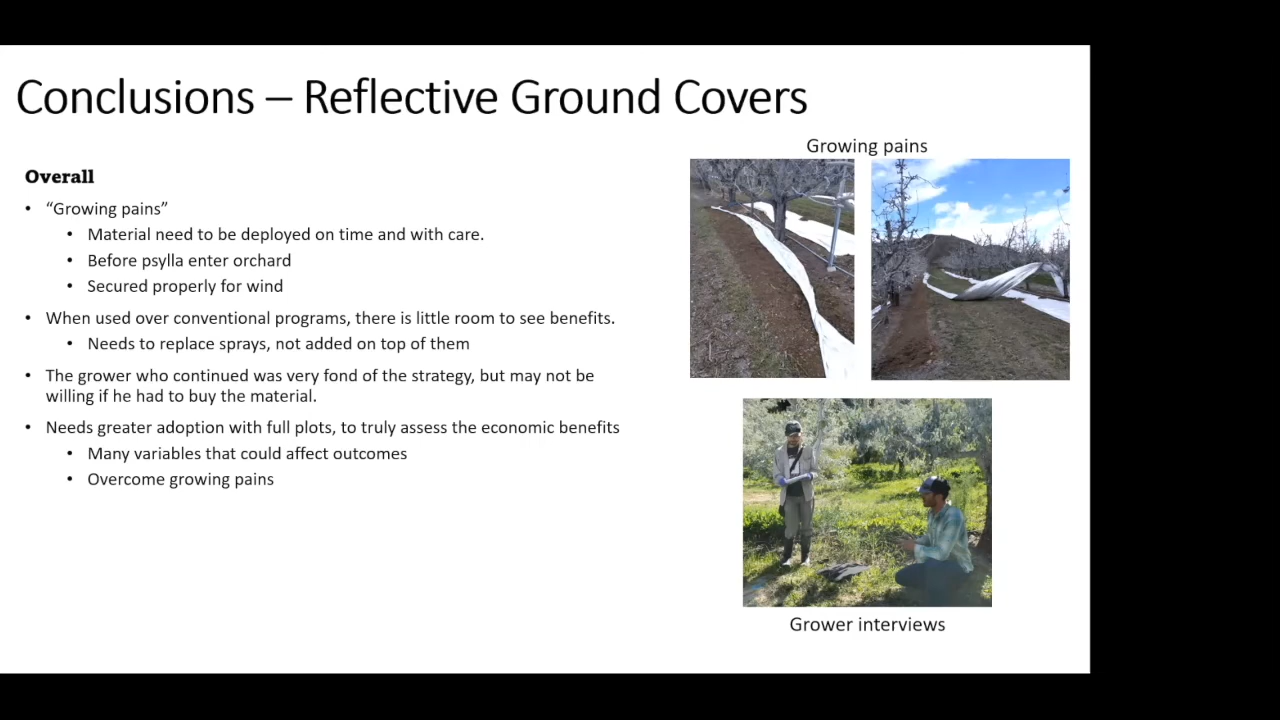 Conclusions – Reflective Ground Covers
Overall
• “Growing pains”
• Material need to be deployed on time and with care.
• Before psylla enter orchard
• Secured properly for wind
• When used over conventional programs, there is little room to see benefits.
• Needs to replace sprays, not added on top of them
• The grower who continued was very fond of the strategy, but may not be
willing if he had to buy the material.
• Needs greater adoption with full plots, to truly assess the economic benefits
• Many variables that could affect outcomes
• Overcome growing pains
Growing pains
Grower interviews